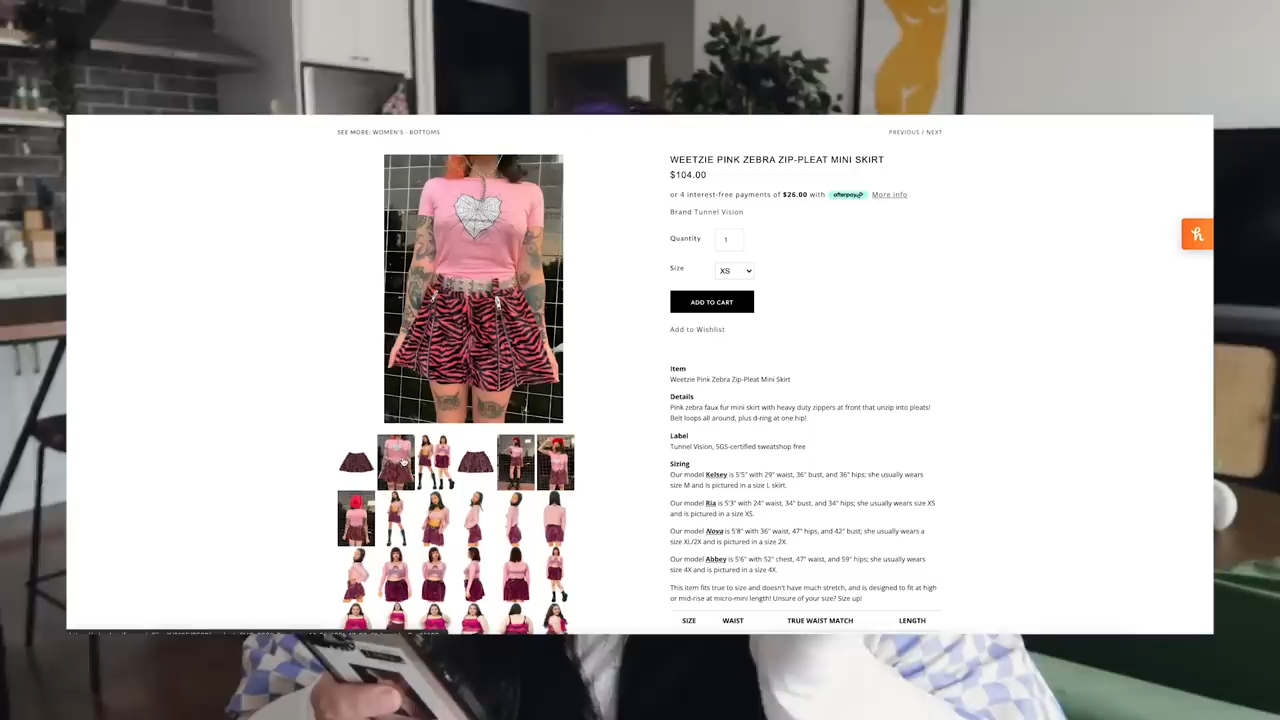 SEE MORE: WOMEN'S - BOTTOMS
PREVIOUS / NEXT
WEETZIE PINK ZEBRA ZIP-PLEAT MINI SKIRT
$104.00
or 4 interest-free payments of $26.00 with afterpay More info
Brand Tunnel Vision
Quantity 1
Size XS
ADD TO CART
Add to Wishlist
Item
Weetzie Pink Zebra Zip-Pleat Mini Skirt
Details
Pink zebra faux fur mini skirt with heavy duty zippers at front that unzip into pleats!
Belt loops all around, plus d-ring at one hip!
Label
Tunnel Vision, SGS-certified sweatshop free
Sizing
Our model Kelsey is 5'5" with 29" waist, 36" bust, and 36" hips; she usually wears
size M and is pictured in a size L skirt.
Our model Ria is 5'3" with 24" waist, 34" bust, and 34" hips; she usually wears size XS
and is pictured in a size XS.
Our model Nova is 5'8" with 36" waist, 47" hips, and 42" bust; she usually wears a
size XL/2X and is pictured in a size 2X.
Our model Abbey is 5'6" with 52" chest, 47" waist, and 59" hips; she usually wears
size 4X and is pictured in a size 4X.
This item fits true to size and doesn't have much stretch, and is designed to fit at high
or mid-rise at micro-mini length! Unsure of your size? Size up!
SIZE WAIST TRUE WAIST MATCH LENGTH